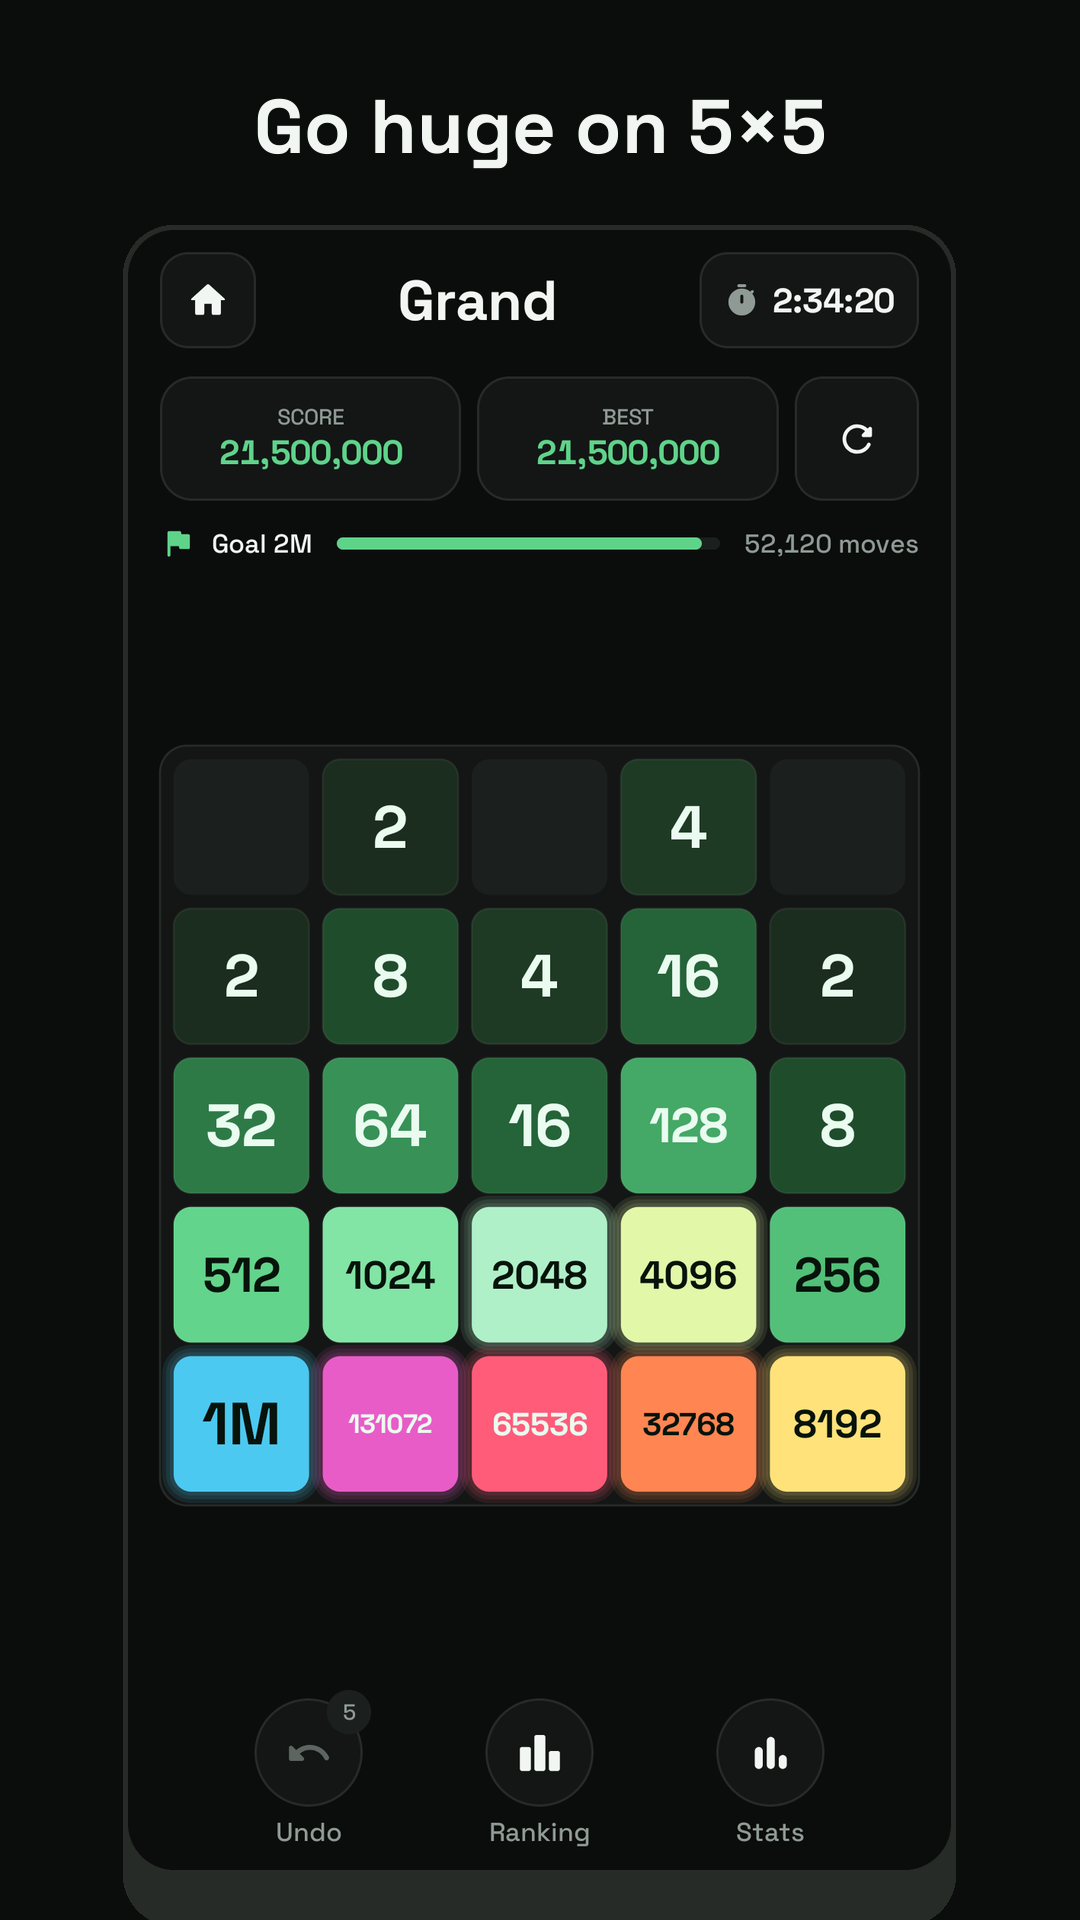 Go huge on 5×5
Grand
2:34:20
SCORE
21,500,000
BEST
21,500,000
Goal 2M
52,120 moves
2 4
2 8 4 16 2
32 64 16 128 8
512 1024 2048 4096 256
1M 131072 65536 32768 8192
5
Undo
Ranking
Stats